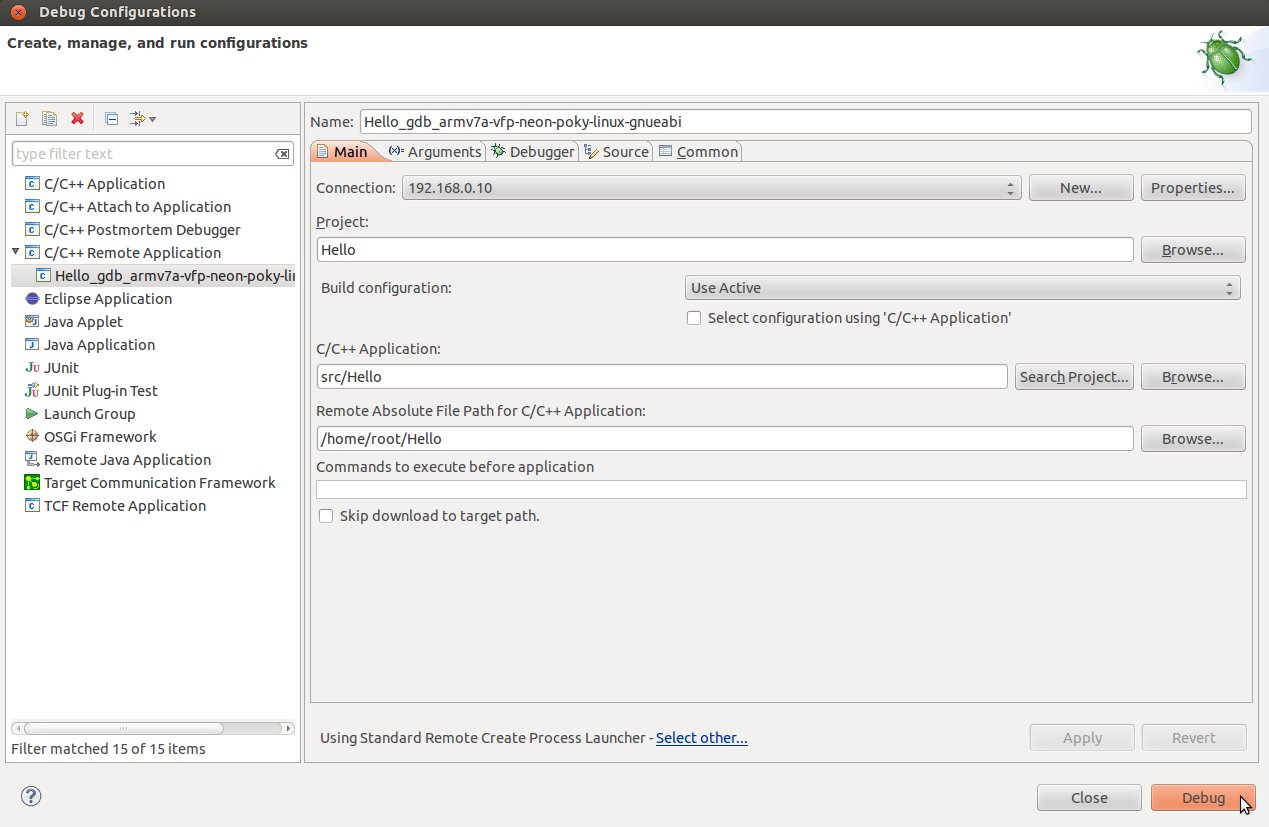 Debug Configurations
Create, manage, and run configurations
type filter text
C/C++ Application
C/C++ Attach to Application
C/C++ Postmortem Debugger
C/C++ Remote Application
Hello_gdb_armv7a-vfp-neon-poky-lin
Eclipse Application
Java Applet
Java Application
JUnit
JUnit Plug-in Test
Launch Group
OSGi Framework
Remote Java Application
Target Communication Framework
TCF Remote Application
Filter matched 15 of 15 items
Name: Hello_gdb_armv7a-vfp-neon-poky-linux-gnueabi
Main Arguments Debugger Source Common
Connection: 192.168.0.10 New... Properties...
Project:
Hello Browse...
Build configuration: Use Active
Select configuration using 'C/C++ Application'
C/C++ Application:
src/Hello Search Project... Browse...
Remote Absolute File Path for C/C++ Application:
/home/root/Hello Browse...
Commands to execute before application
Skip download to target path.
Using Standard Remote Create Process Launcher - Select other... Apply Revert
Close Debug